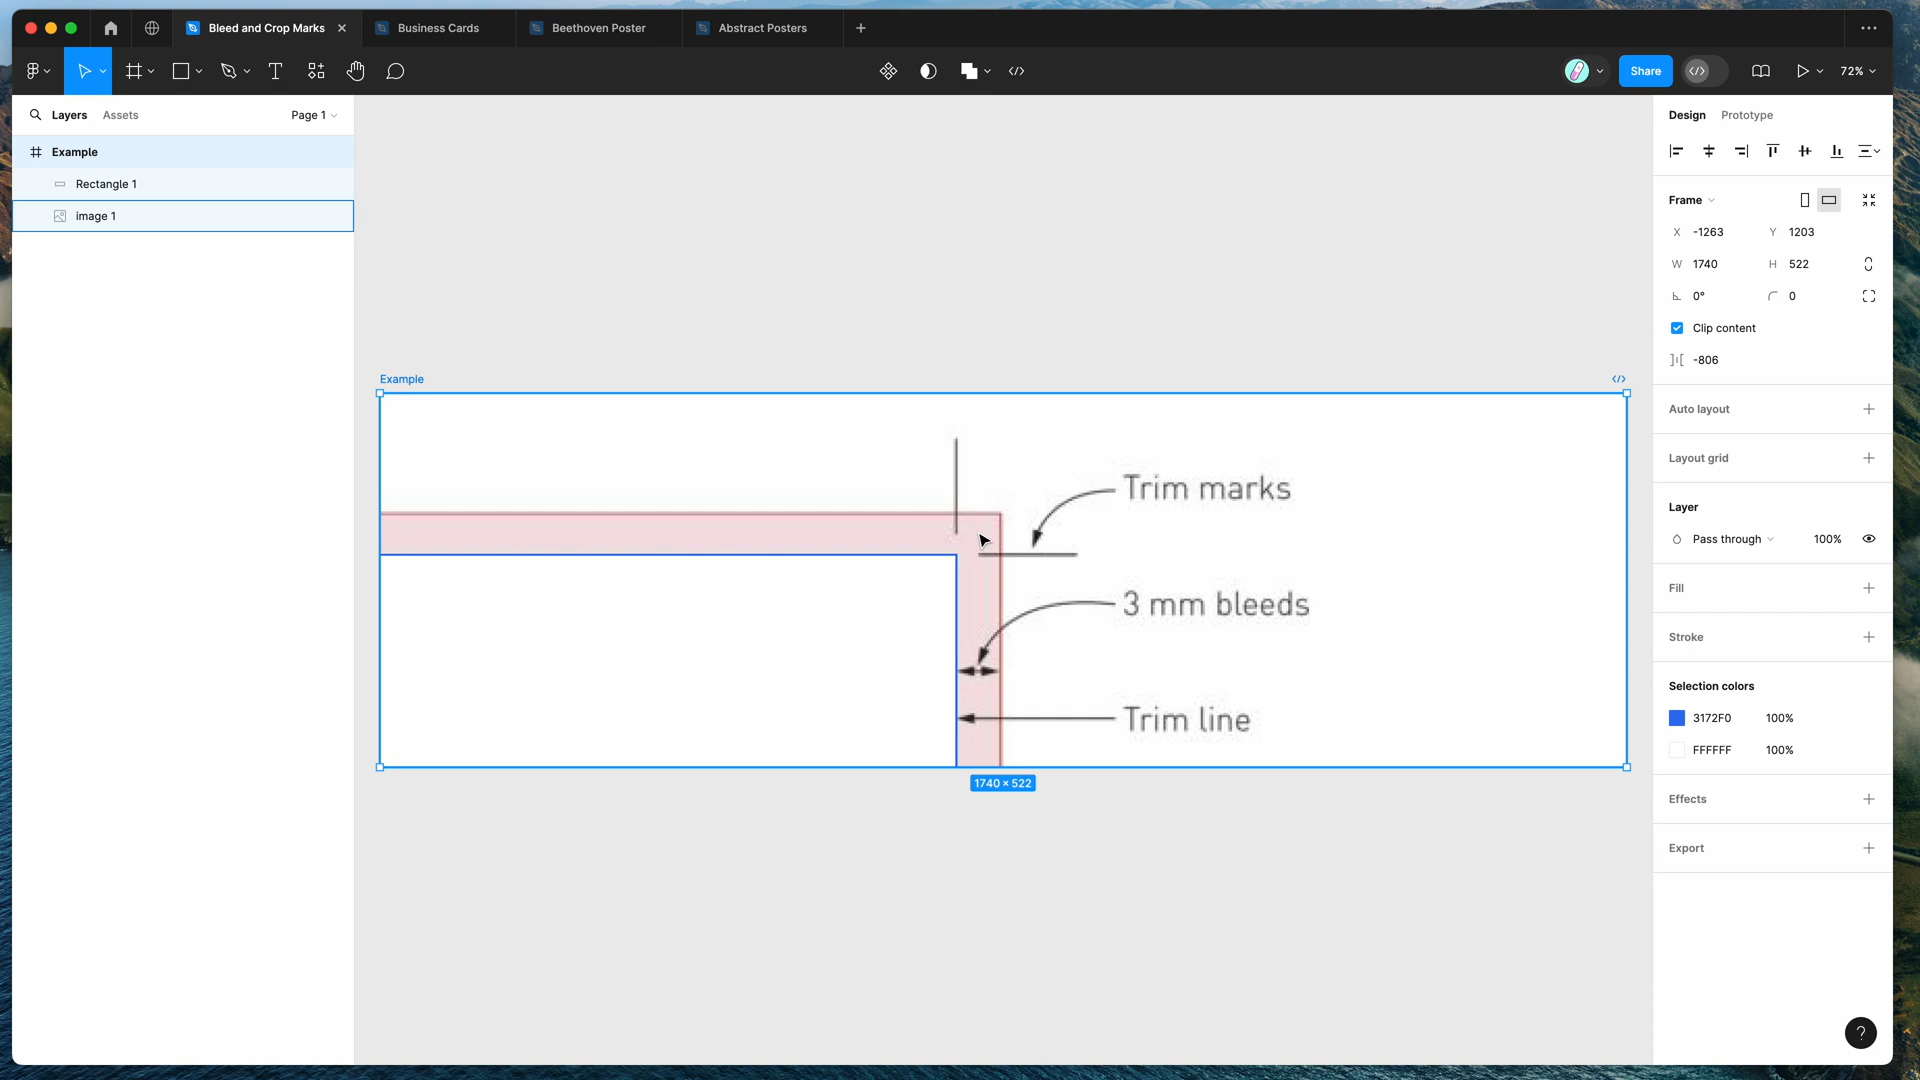 Bleed and Crop Marks
Business Cards
Beethoven Poster
Abstract Posters
Share
72%
Layers
Assets
Page 1
Example
Rectangle 1
image 1
Example
Trim marks
3 mm bleeds
Trim line
1740 × 522
Design
Prototype
Frame
X -1263
Y 1203
W 1740
H 522
0°
0
Clip content
-806
Auto layout
Layout grid
Layer
Pass through
100%
Fill
Stroke
Selection colors
3172F0
100%
FFFFFF
100%
Effects
Export
?